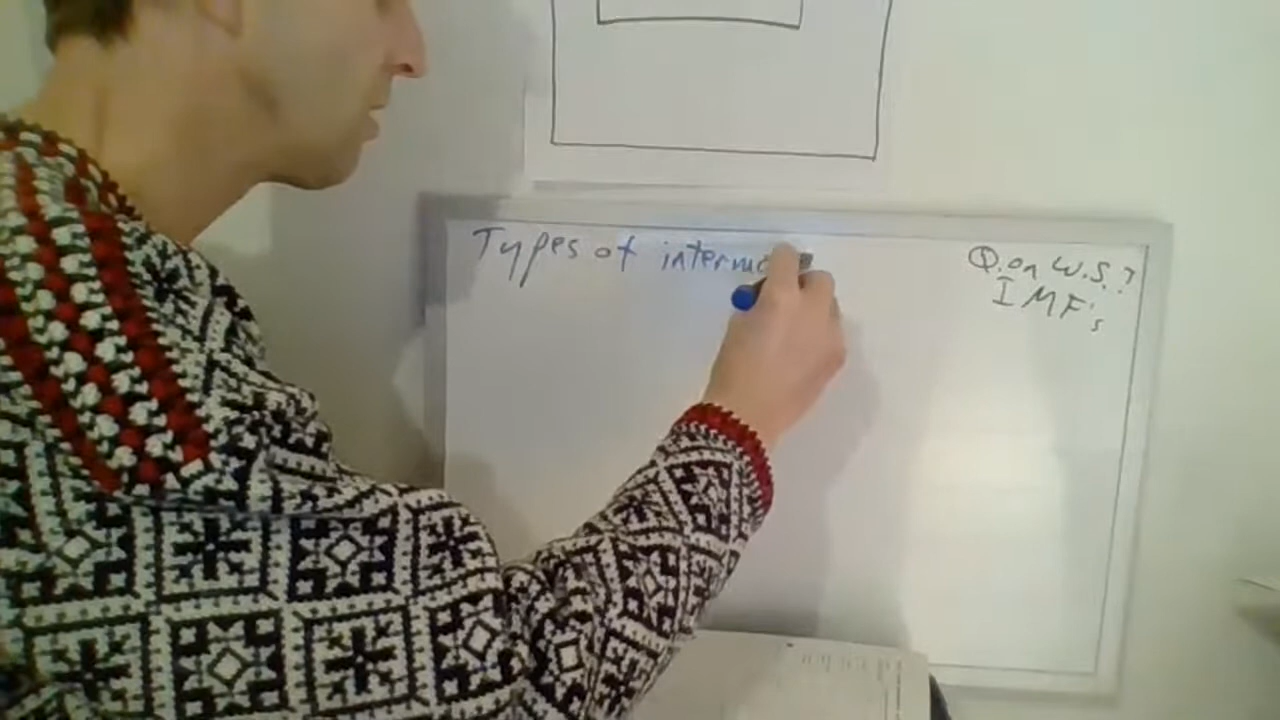 Types of intermo
Q. on W.S.?
IMF's